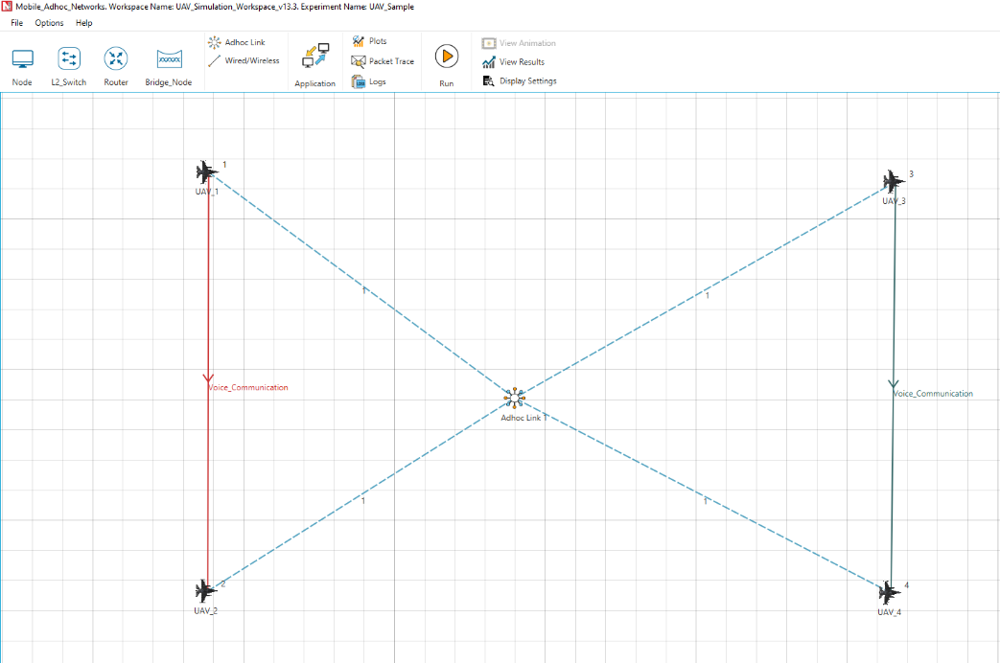 Mobile_Adhoc_Networks. Workspace Name: UAV_Simulation_Workspace_v13.3. Experiment Name: UAV_Sample
File Options Help
Adhoc Link
Wired/Wireless
Plots
Packet Trace
Logs
View Animation
View Results
Display Settings
Node L2_Switch Router Bridge_Node Application Run
1
UAV_1
3
UAV_3
1
1
Voice_Communication
Voice_Communication
Adhoc Link 1
1
1
2
UAV_2
4
UAV_4